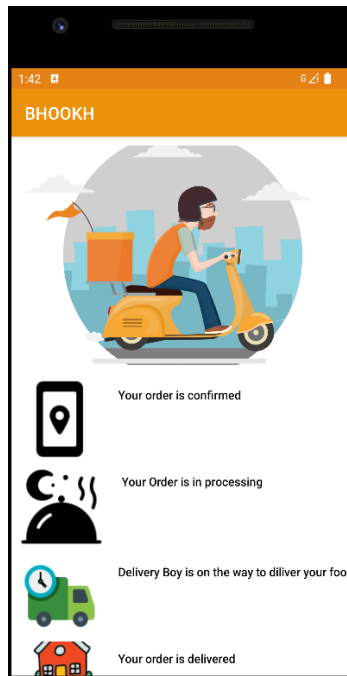 1:42 A G
BHOOKH
Your order is confirmed
Your Order is in processing
Delivery Boy is on the way to diliver your foo
Your order is delivered